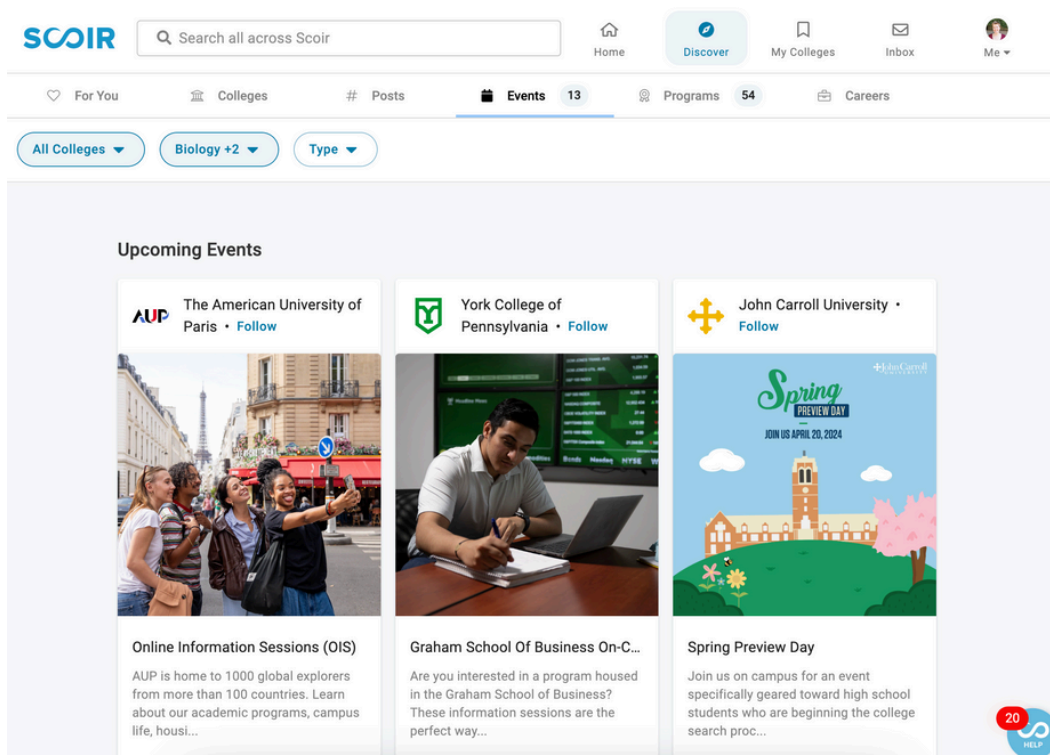 SCOIR
Search all across Scoir
Home
Discover
My Colleges
Inbox
Me
For You
Colleges
# Posts
Events 13
Programs 54
Careers
All Colleges
Biology +2
Type
Upcoming Events
AUP
The American University of
Paris • Follow
York College of
Pennsylvania • Follow
John Carroll University •
Follow
Bonds Nasdaq NYSE
John Carroll
UNIVERSITY
Spring
PREVIEW DAY
JOIN US APRIL 20, 2024
Online Information Sessions (OIS)
AUP is home to 1000 global explorers
from more than 100 countries. Learn
about our academic programs, campus
life, housi...
Graham School Of Business On-C...
Are you interested in a program housed
in the Graham School of Business?
These information sessions are the
perfect way...
Spring Preview Day
Join us on campus for an event
specifically geared toward high school
students who are beginning the college
search proc...
20
HELP